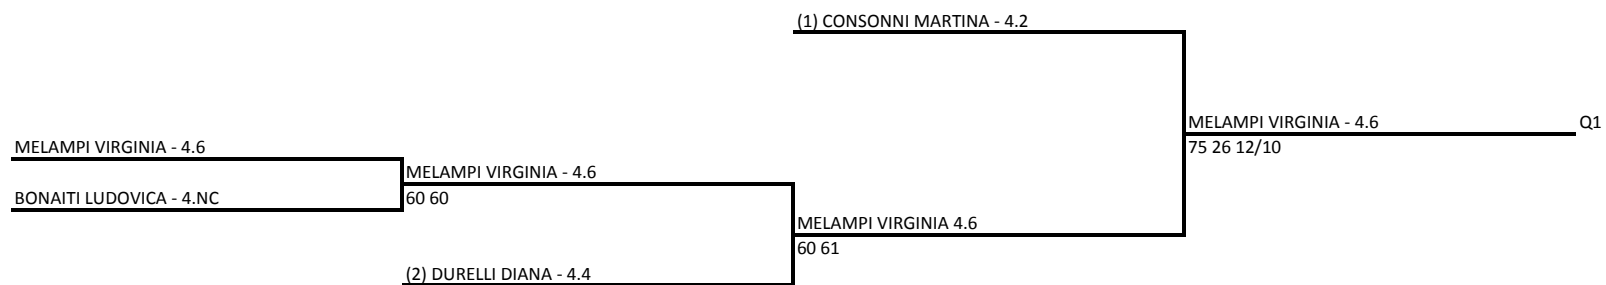 (1) CONSONNI MARTINA - 4.2
MELAMPI VIRGINIA - 4.6 Q1
75 26 12/10
MELAMPI VIRGINIA - 4.6
MELAMPI VIRGINIA - 4.6
BONAITI LUDOVICA - 4.NC
60 60
MELAMPI VIRGINIA 4.6
60 61
(2) DURELLI DIANA - 4.4